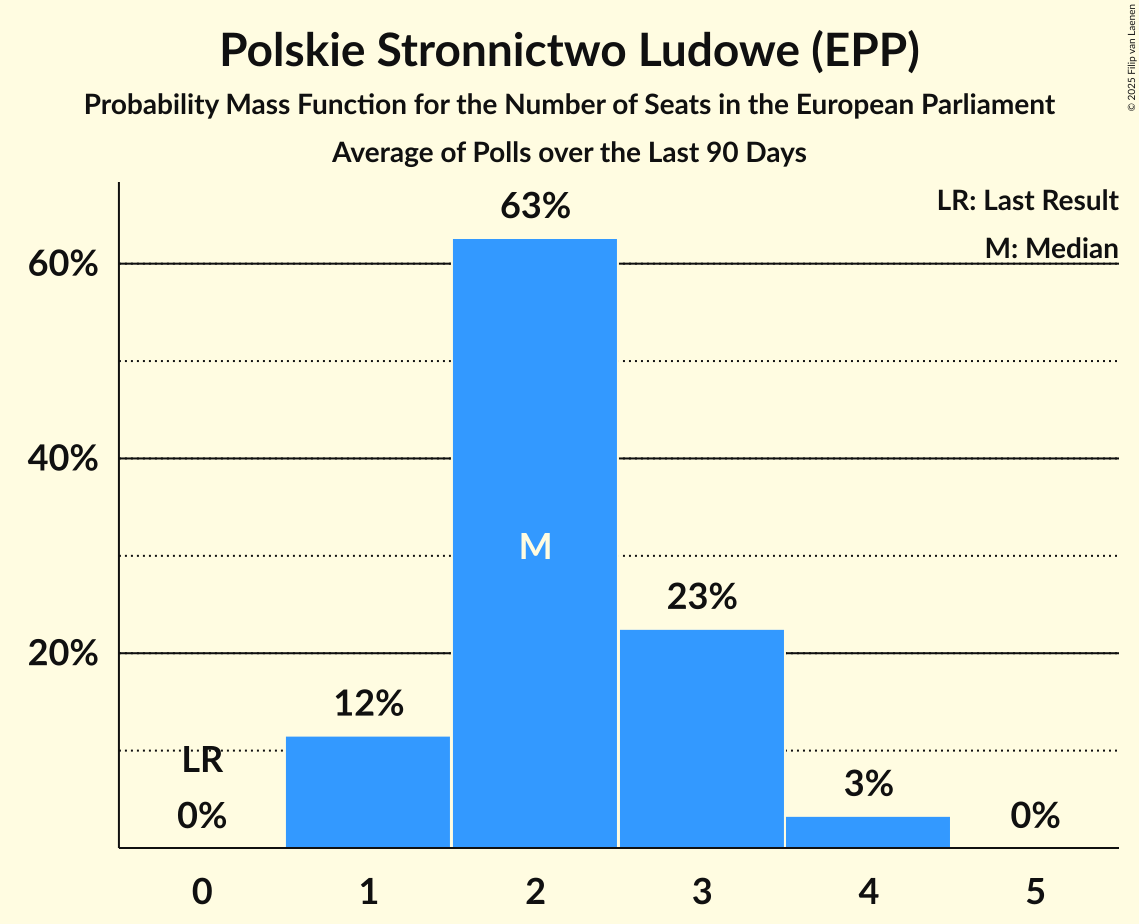 Polskie Stronnictwo Ludowe (EPP)
Probability Mass Function for the Number of Seats in the European Parliament
Average of Polls over the Last 90 Days
© 2025 Filip van Laenen
LR: Last Result
M: Median
63%
60%
40%
M
23%
20%
12%
LR
3%
0%
0%
0 1 2 3 4 5